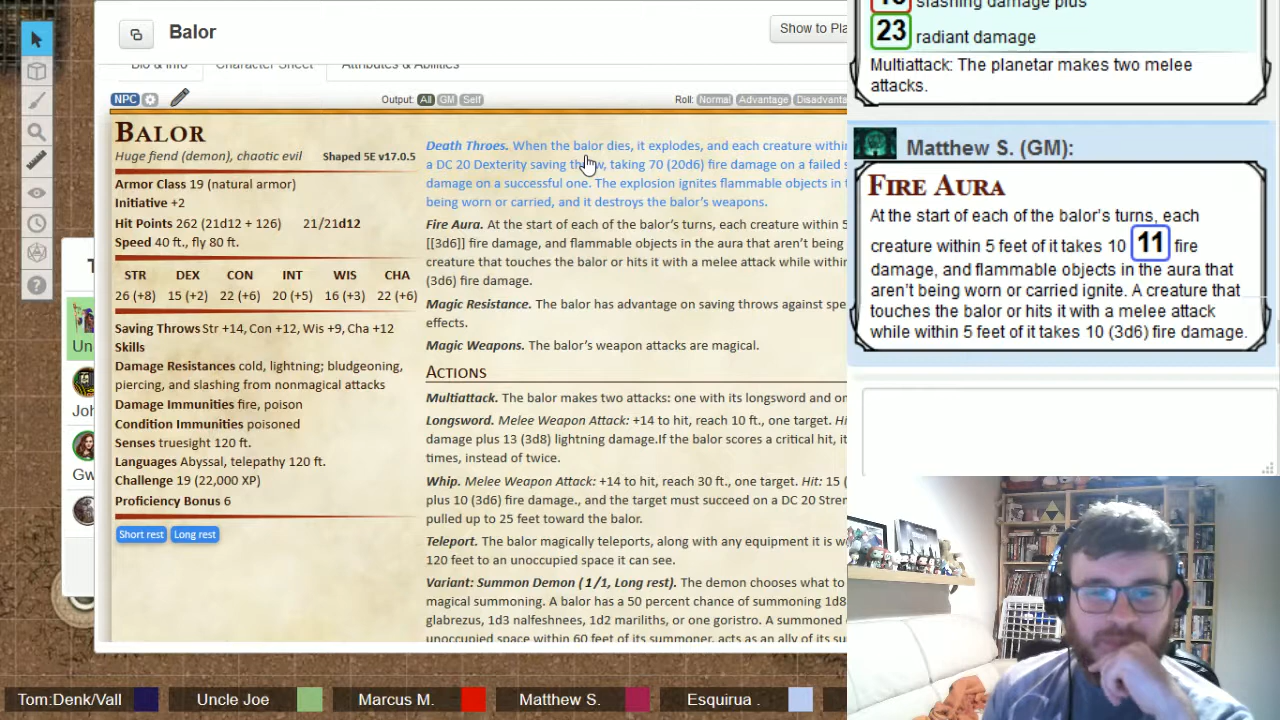 Balor
Show to Pla
Bio & Info
Character Sheet
Attributes & Abilities
NPC
Output: All GM Self
Roll: Normal Advantage Disadvanta
BALOR
Huge fiend (demon), chaotic evil
Shaped 5E v17.0.5
Armor Class 19 (natural armor)
Initiative +2
Hit Points 262 (21d12 + 126) 21/21d12
Speed 40 ft., fly 80 ft.
STR DEX CON INT WIS CHA
26 (+8) 15 (+2) 22 (+6) 20 (+5) 16 (+3) 22 (+6)
Saving Throws Str +14, Con +12, Wis +9, Cha +12
Skills
Damage Resistances cold, lightning; bludgeoning,
piercing, and slashing from nonmagical attacks
Damage Immunities fire, poison
Condition Immunities poisoned
Senses truesight 120 ft.
Languages Abyssal, telepathy 120 ft.
Challenge 19 (22,000 XP)
Proficiency Bonus 6
Short rest
Long rest
Death Throes. When the balor dies, it explodes, and each creature within
a DC 20 Dexterity saving throw, taking 70 (20d6) fire damage on a failed s
damage on a successful one. The explosion ignites flammable objects in t
being worn or carried, and it destroys the balor's weapons.
Fire Aura. At the start of each of the balor's turns, each creature within 5
[[3d6]] fire damage, and flammable objects in the aura that aren't being
creature that touches the balor or hits it with a melee attack while within
(3d6) fire damage.
Magic Resistance. The balor has advantage on saving throws against spe
effects.
Magic Weapons. The balor's weapon attacks are magical.
ACTIONS
Multiattack. The balor makes two attacks: one with its longsword and on
Longsword. Melee Weapon Attack: +14 to hit, reach 10 ft., one target. Hi
damage plus 13 (3d8) lightning damage.If the balor scores a critical hit, it
times, instead of twice.
Whip. Melee Weapon Attack: +14 to hit, reach 30 ft., one target. Hit: 15 (
plus 10 (3d6) fire damage., and the target must succeed on a DC 20 Stren
pulled up to 25 feet toward the balor.
Teleport. The balor magically teleports, along with any equipment it is w
120 feet to an unoccupied space it can see.
Variant: Summon Demon (1/1, Long rest). The demon chooses what to
magical summoning. A balor has a 50 percent chance of summoning 1d8
glabrezus, 1d3 nalfeshnees, 1d2 mariliths, or one goristro. A summoned
unoccupied space within 60 feet of its summoner, acts as an ally of its su
T
Un
Joh
Gw
slashing damage plus
23 radiant damage
Multiattack: The planetar makes two melee
attacks.
Matthew S. (GM):
FIRE AURA
At the start of each of the balor's turns, each
creature within 5 feet of it takes 10 11 fire
damage, and flammable objects in the aura that
aren't being worn or carried ignite. A creature that
touches the balor or hits it with a melee attack
while within 5 feet of it takes 10 (3d6) fire damage.
Tom:Denk/Vall
Uncle Joe
Marcus M.
Matthew S.
Esquirua .